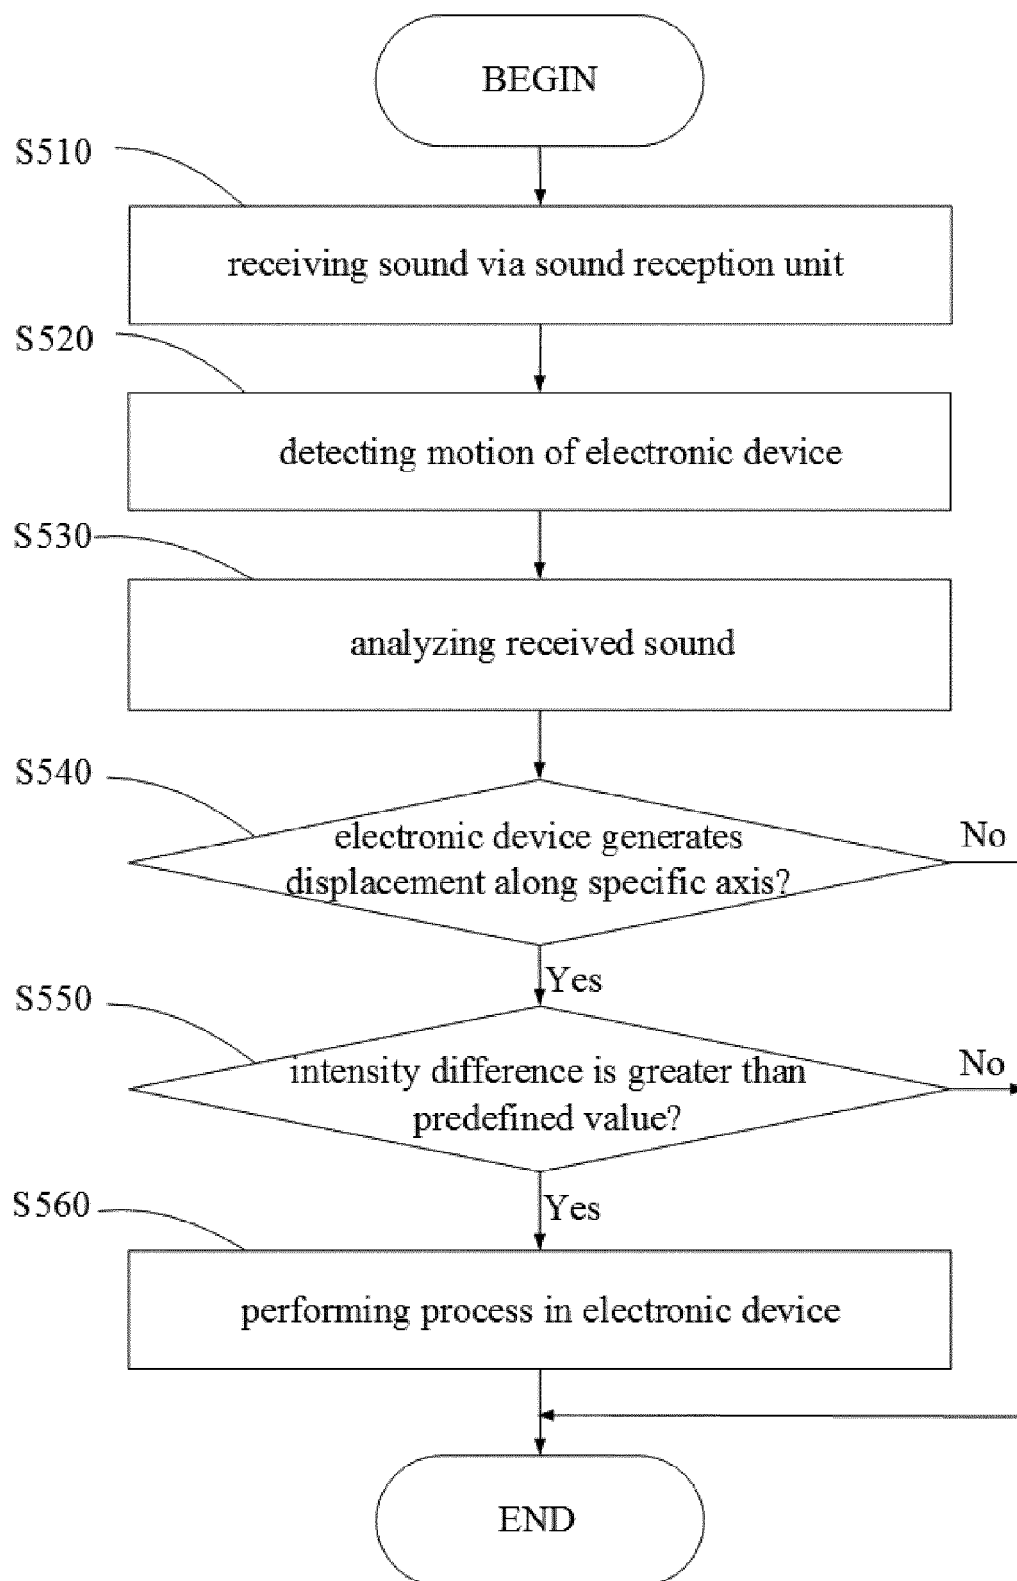 BEGIN
S510
receiving sound via sound reception unit
S520
detecting motion of electronic device
S530
analyzing received sound
S540
electronic device generates
displacement along specific axis?
No
Yes
S550
intensity difference is greater than
predefined value?
No
Yes
S560
performing process in electronic device
END